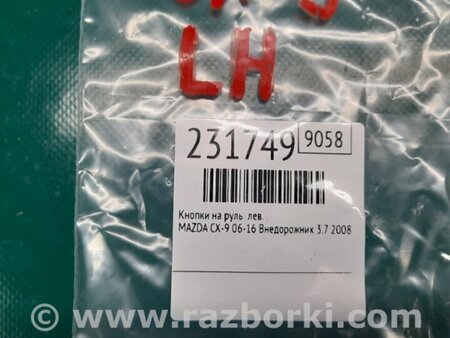 LH
231749 9058
Кнопки на руль лев.
MAZDA CX-9 06-16 Внедорожник 3.7 2008
www.razborki.com